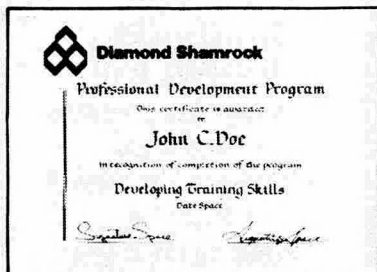 Diamond Shamrock
Professional Development Program
This certificate is awarded
to
John C. Doe
in recognition of completion of the program
Developing Training Skills
Date Space
Signature Space Signature Space